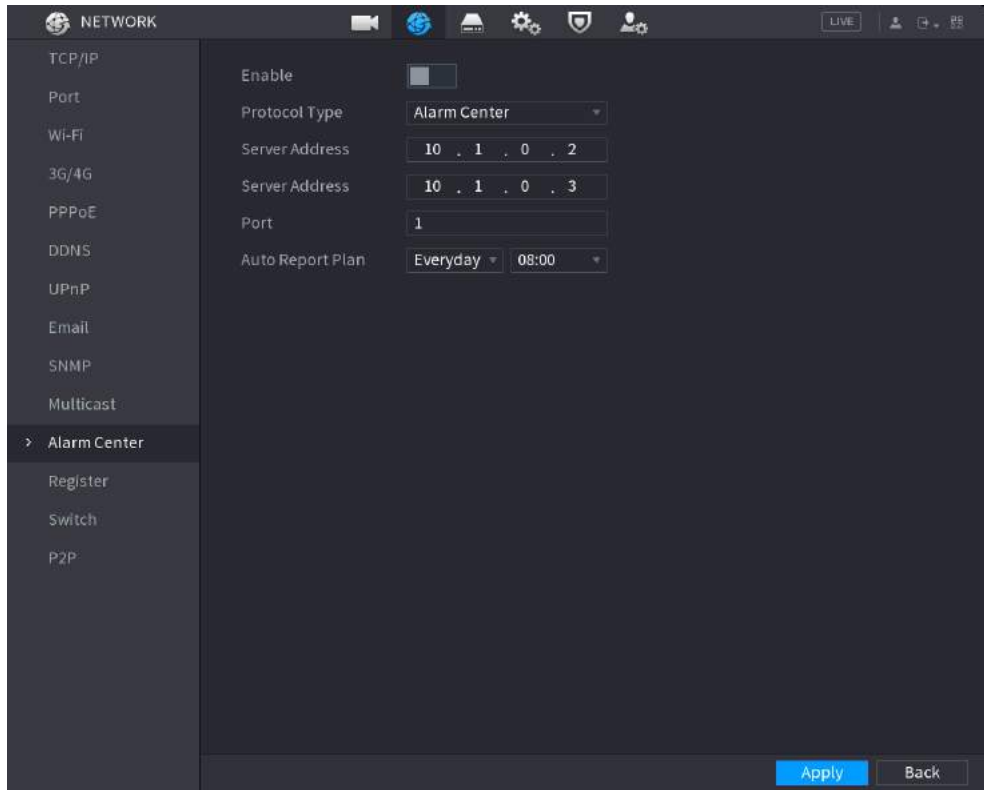 NETWORK
LIVE
TCP/IP
Port
Wi-Fi
3G/4G
PPPoE
DDNS
UPnP
Email
SNMP
Multicast
Alarm Center
Register
Switch
P2P
Enable
Protocol Type Alarm Center
Server Address 10 . 1 . 0 . 2
Server Address 10 . 1 . 0 . 3
Port 1
Auto Report Plan Everyday 08:00
Apply Back